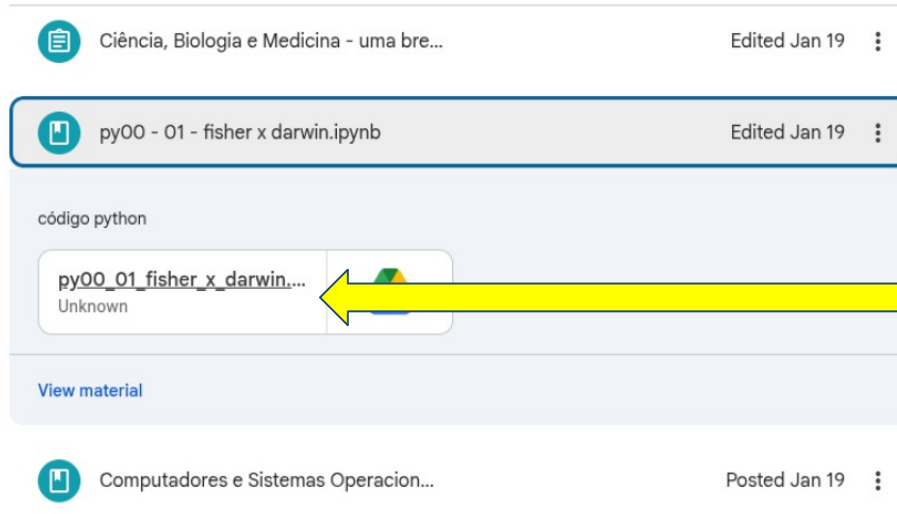 Ciência, Biologia e Medicina - uma bre... Edited Jan 19
py00 - 01 - fisher x darwin.ipynb Edited Jan 19
código python
py00_01_fisher_x_darwin....
Unknown
View material
Computadores e Sistemas Operacion... Posted Jan 19